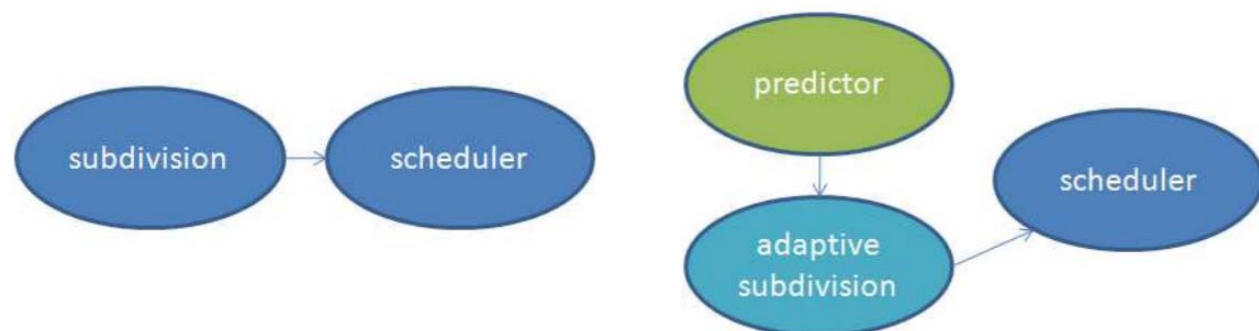 subdivision
scheduler
predictor
adaptive
subdivision
scheduler